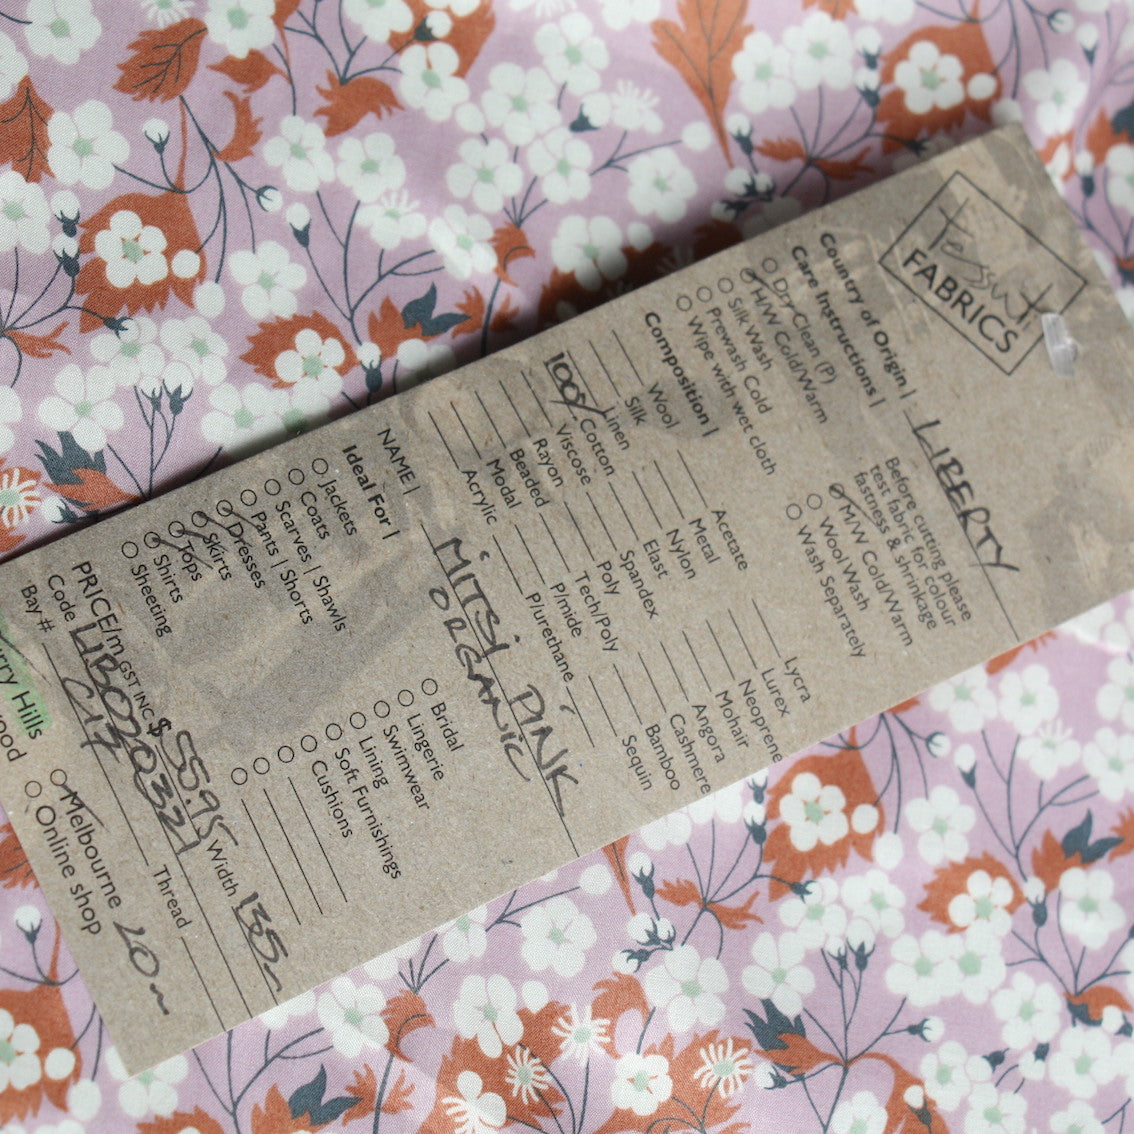 Tessuti
FABRICS
Country of Origin | LIBERTY
Care Instructions |
Dry Clean (P)
H/W Cold/Warm
Silk Wash
Prewash Cold
Wipe with wet cloth
Before cutting please
test fabric for colour
fastness & shrinkage
M/W Cold/Warm
Wool Wash
Wash Separately
Composition |
Wool
Silk
Linen
100% Cotton
Viscose
Rayon
Beaded
Modal
Acrylic
Acetate
Metal
Nylon
Elast
Spandex
Poly
Tech/Poly
P/mide
P/urethane
Lycra
Lurex
Neoprene
Mohair
Angora
Cashmere
Bamboo
Sequin
NAME | MITSI PINK
ORGANIC
Ideal For |
Jackets
Coats
Scarves | Shawls
Pants | Shorts
Dresses
Skirts
Tops
Shirts
Sheeting
Bridal
Lingerie
Swimwear
Lining
Soft Furnishings
Cushions
PRICE/m GST INC $ 55.95 Width 135
Code Thread
Bay # C17
rry Hills
wood
Melbourne 20m
Online shop